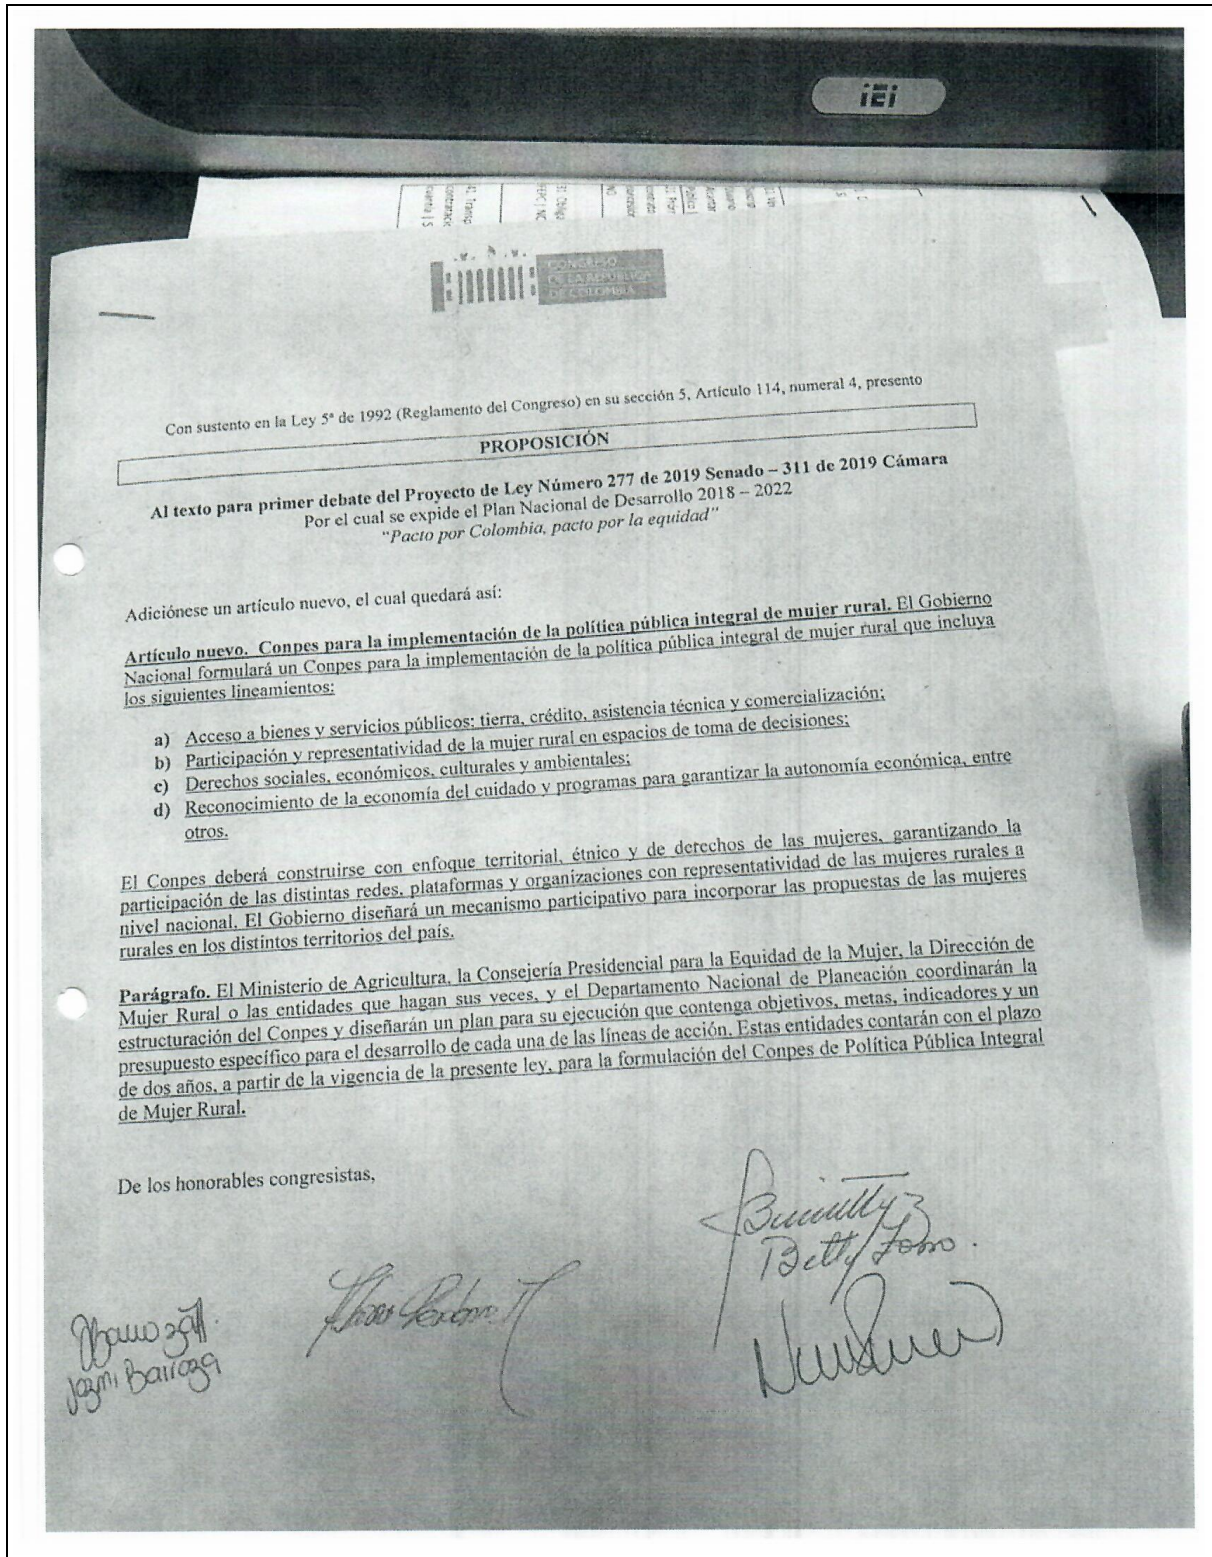 iEi
CONGRESO
DE LA REPÚBLICA
DE COLOMBIA
Con sustento en la Ley 5ª de 1992 (Reglamento del Congreso) en su sección 5, Artículo 114, numeral 4, presento
PROPOSICIÓN
Al texto para primer debate del Proyecto de Ley Número 277 de 2019 Senado – 311 de 2019 Cámara
Por el cual se expide el Plan Nacional de Desarrollo 2018 – 2022
“Pacto por Colombia, pacto por la equidad”
Adiciónese un artículo nuevo, el cual quedará así:
Artículo nuevo. Conpes para la implementación de la política pública integral de mujer rural. El Gobierno
Nacional formulará un Conpes para la implementación de la política pública integral de mujer rural que incluya
los siguientes lineamientos:
a) Acceso a bienes y servicios públicos: tierra, crédito, asistencia técnica y comercialización;
b) Participación y representatividad de la mujer rural en espacios de toma de decisiones;
c) Derechos sociales, económicos, culturales y ambientales;
d) Reconocimiento de la economía del cuidado y programas para garantizar la autonomía económica, entre
otros.
El Conpes deberá construirse con enfoque territorial, étnico y de derechos de las mujeres, garantizando la
participación de las distintas redes, plataformas y organizaciones con representatividad de las mujeres rurales a
nivel nacional. El Gobierno diseñará un mecanismo participativo para incorporar las propuestas de las mujeres
rurales en los distintos territorios del país.
Parágrafo. El Ministerio de Agricultura, la Consejería Presidencial para la Equidad de la Mujer, la Dirección de
Mujer Rural o las entidades que hagan sus veces, y el Departamento Nacional de Planeación coordinarán la
estructuración del Conpes y diseñarán un plan para su ejecución que contenga objetivos, metas, indicadores y un
presupuesto específico para el desarrollo de cada una de las líneas de acción. Estas entidades contarán con el plazo
de dos años, a partir de la vigencia de la presente ley, para la formulación del Conpes de Política Pública Integral
de Mujer Rural.
De los honorables congresistas,
Betty Zorro.
Jazmi Barroza